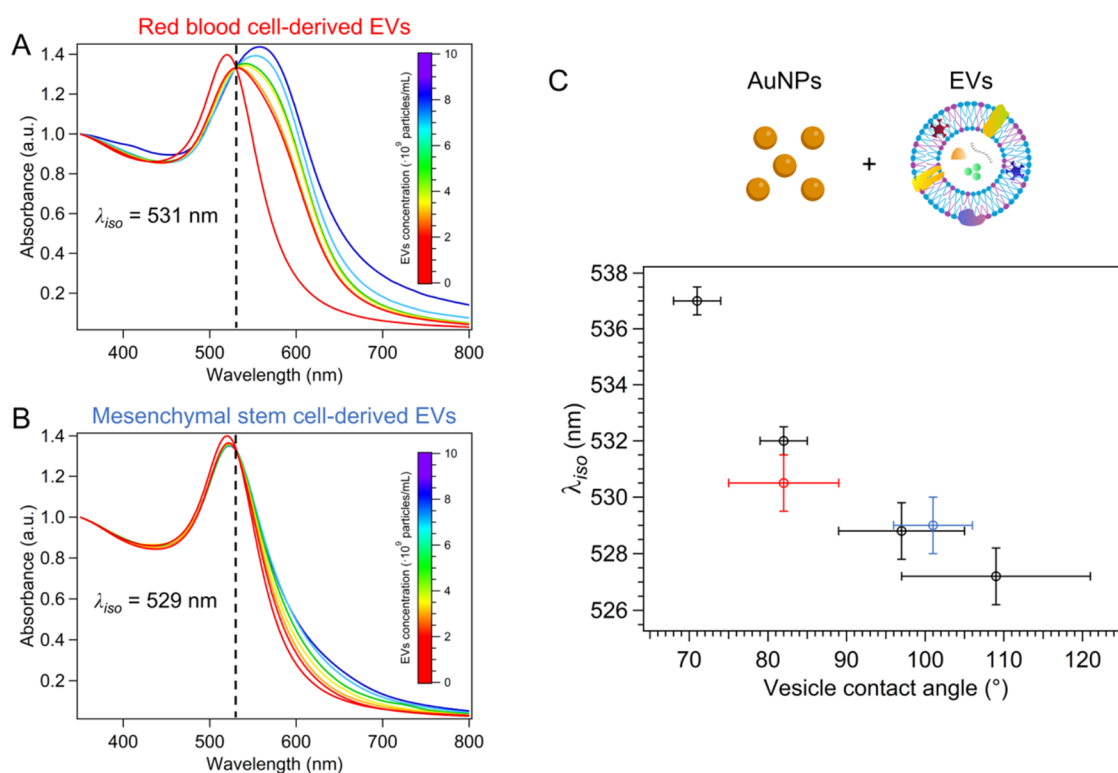 A
Red blood cell-derived EVs
Absorbance (a.u.)
1.4
1.2
1.0
0.8
0.6
0.4
0.2
λiso = 531 nm
EVs concentration (·10⁹ particles/mL)
10
8
6
4
2
0
400 500 600 700 800
Wavelength (nm)
B
Mesenchymal stem cell-derived EVs
Absorbance (a.u.)
1.4
1.2
1.0
0.8
0.6
0.4
0.2
λiso = 529 nm
EVs concentration (·10⁹ particles/mL)
10
8
6
4
2
0
400 500 600 700 800
Wavelength (nm)
C
AuNPs EVs
+
λiso (nm)
538
536
534
532
530
528
526
70 80 90 100 110 120
Vesicle contact angle (°)